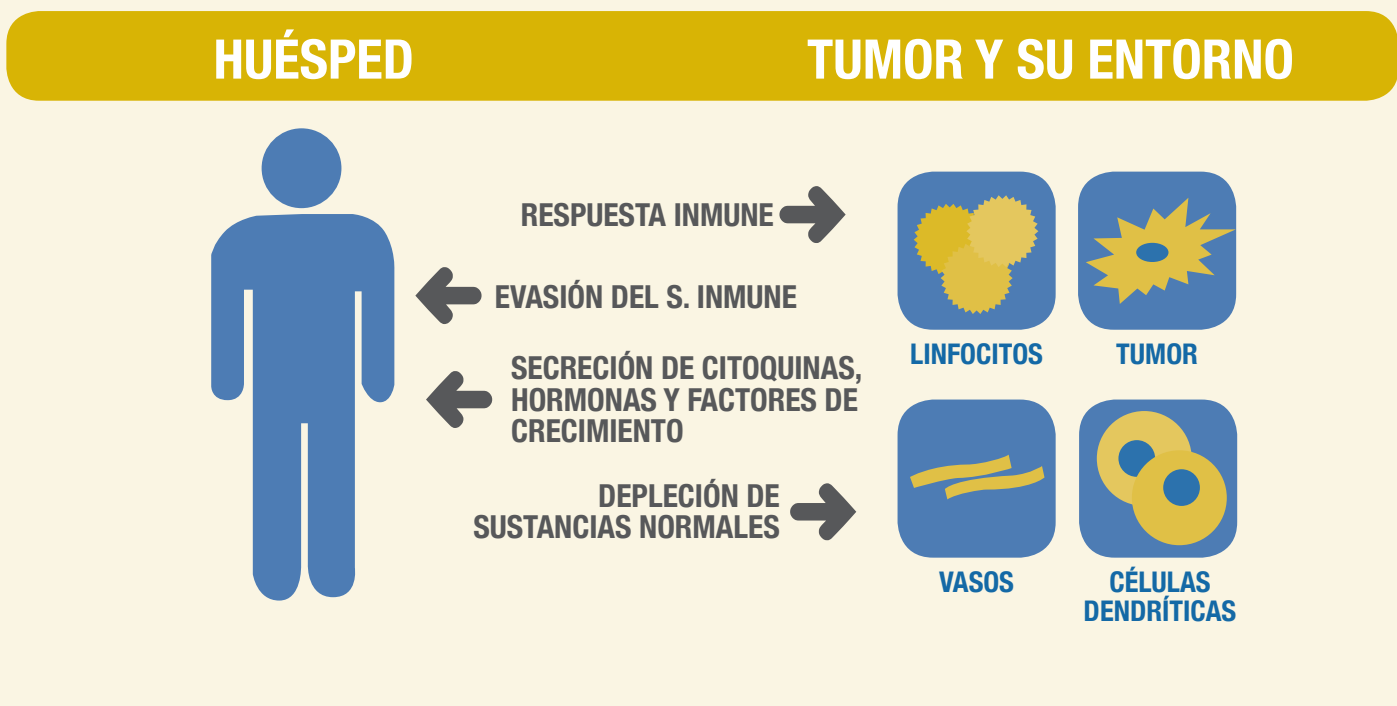 HUÉSPED
TUMOR Y SU ENTORNO
RESPUESTA INMUNE
EVASIÓN DEL S. INMUNE
SECRECIÓN DE CITOQUINAS,
HORMONAS Y FACTORES DE
CRECIMIENTO
DEPLECIÓN DE
SUSTANCIAS NORMALES
LINFOCITOS
TUMOR
VASOS
CÉLULAS
DENDRÍTICAS